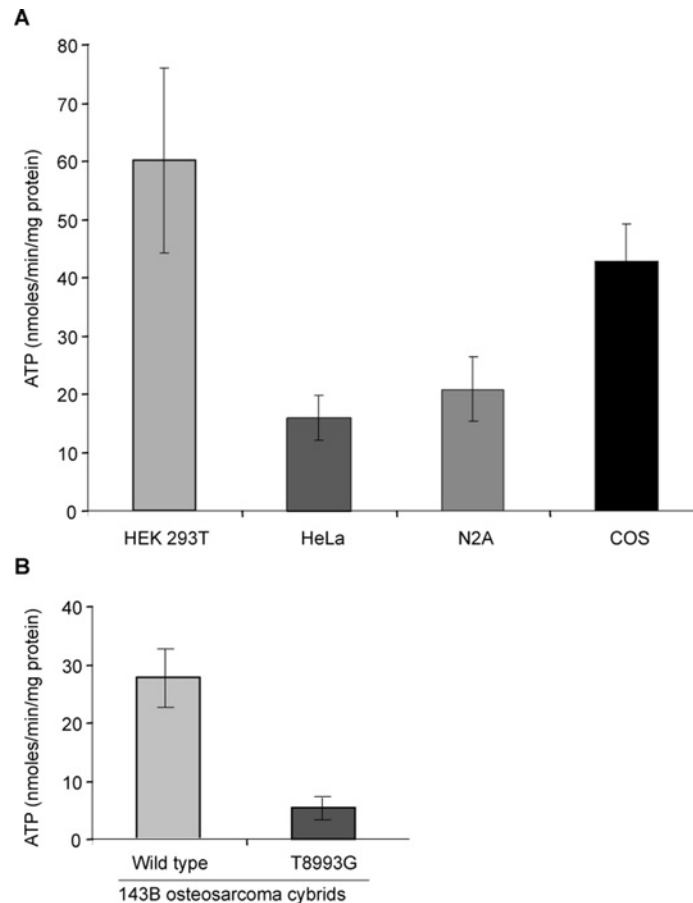 A
ATP (nmoles/min/mg protein)
80
70
60
50
40
30
20
10
0
HEK 293T HeLa N2A COS
B
ATP (nmoles/min/mg protein)
40
30
20
10
0
Wild type T8993G
143B osteosarcoma cybrids